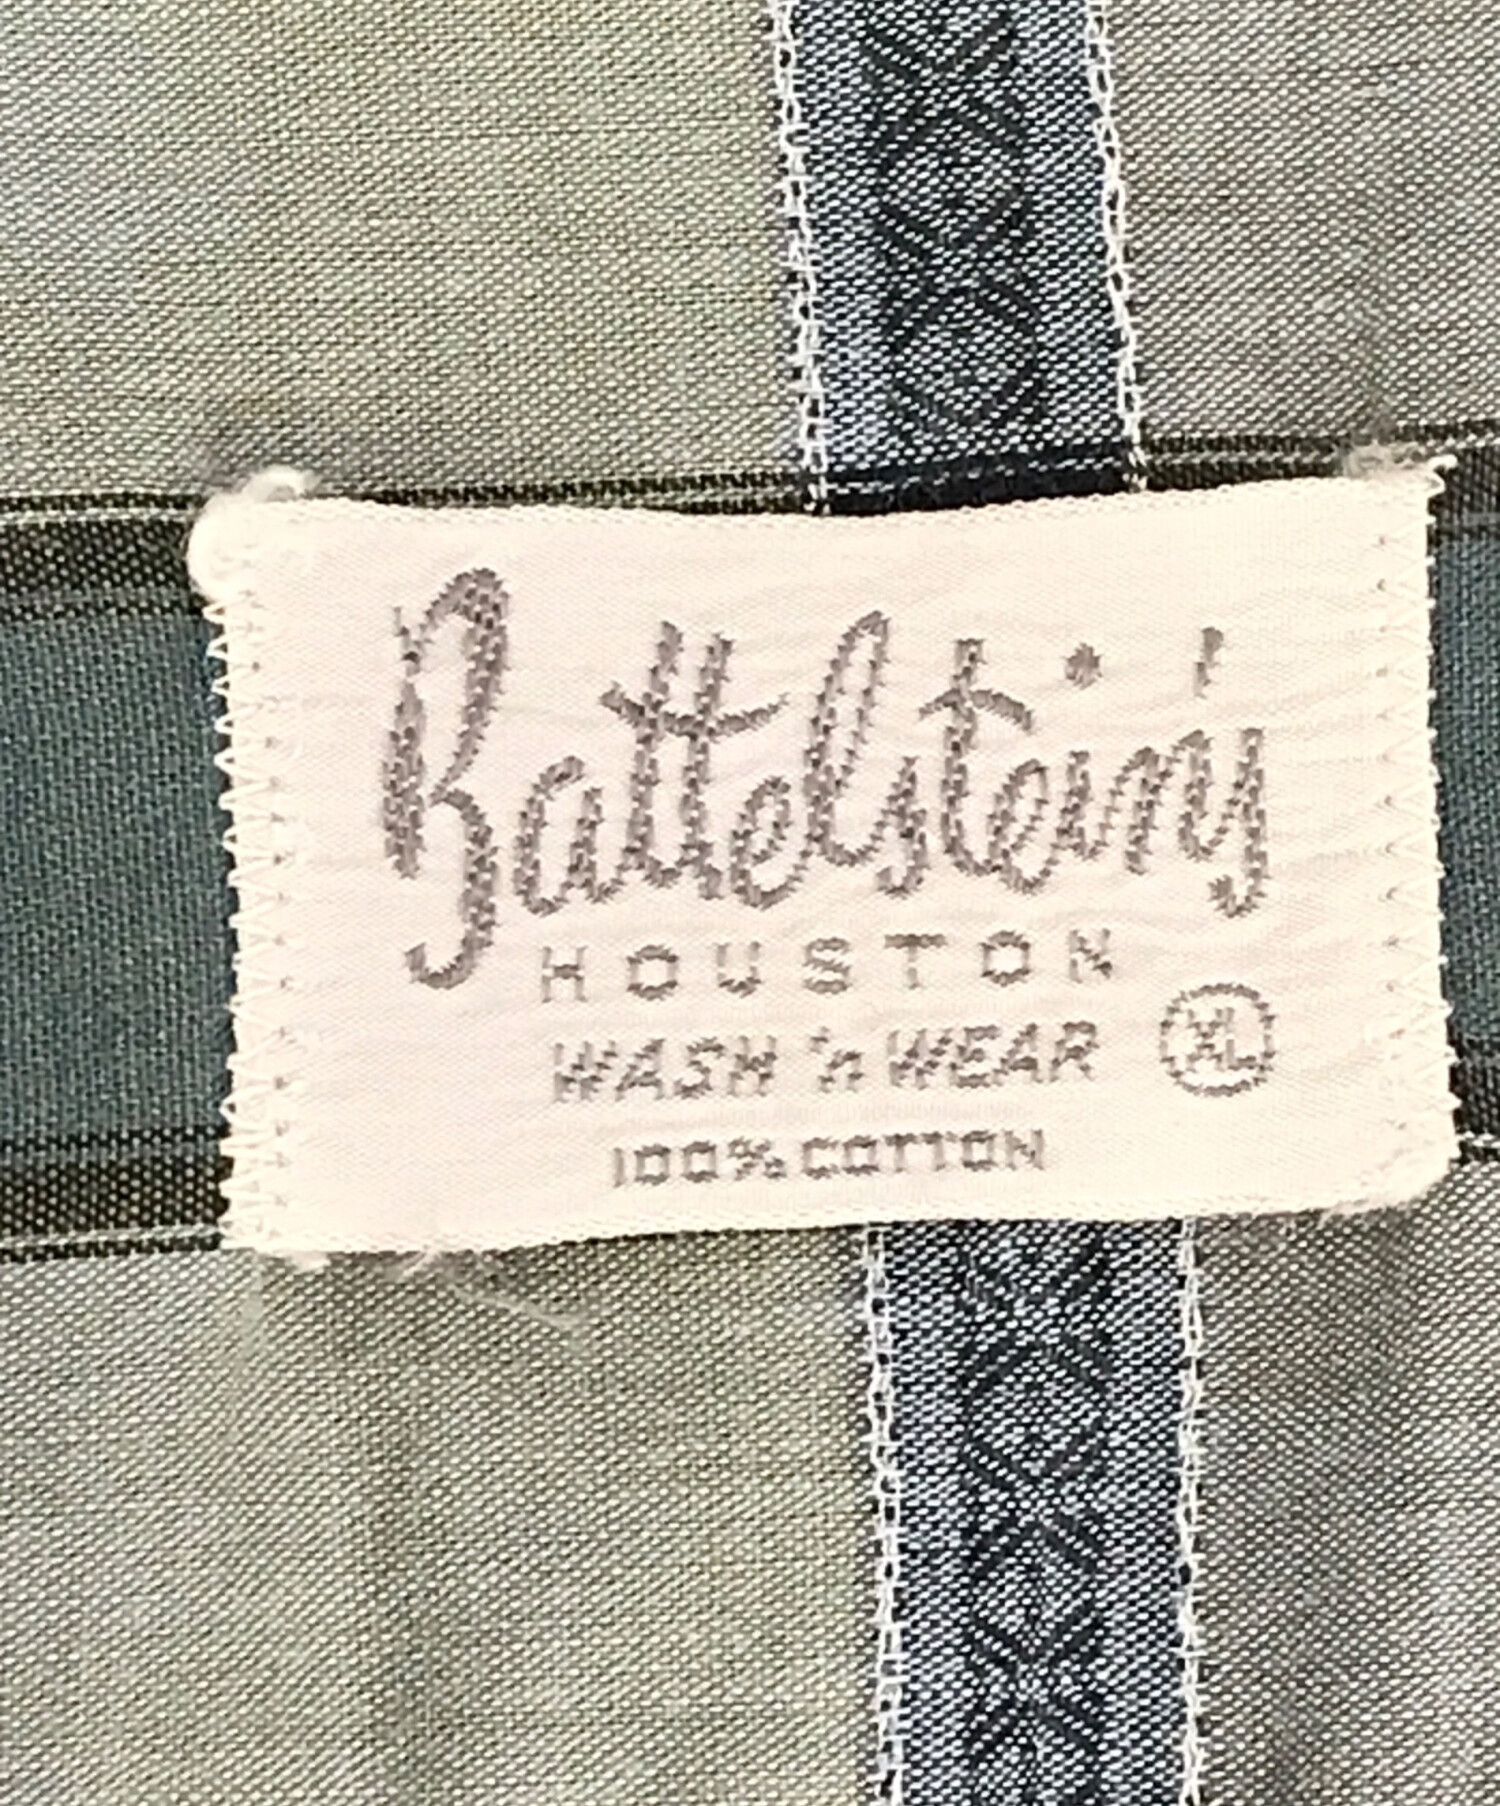 Battelstein's
HOUSTON
WASH 'n WEAR XL
100% COTTON